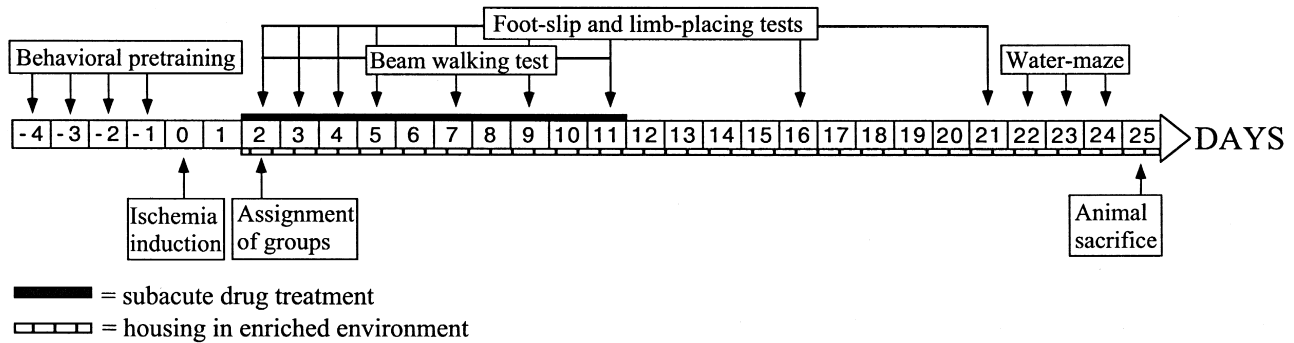 Foot-slip and limb-placing tests
Behavioral pretraining
Beam walking test
Water-maze
-4 -3 -2 -1 0 1 2 3 4 5 6 7 8 9 10 11 12 13 14 15 16 17 18 19 20 21 22 23 24 25 DAYS
Ischemia
induction
Assignment
of groups
Animal
sacrifice
= subacute drug treatment
= housing in enriched environment